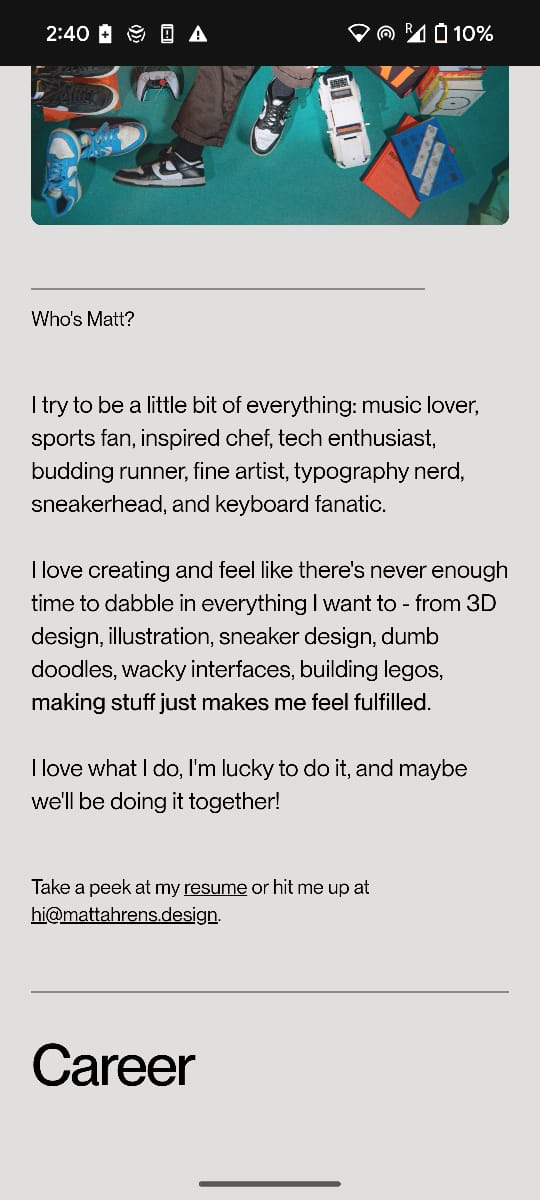 2:40
R
10%
Who's Matt?
I try to be a little bit of everything: music lover,
sports fan, inspired chef, tech enthusiast,
budding runner, fine artist, typography nerd,
sneakerhead, and keyboard fanatic.
I love creating and feel like there's never enough
time to dabble in everything I want to - from 3D
design, illustration, sneaker design, dumb
doodles, wacky interfaces, building legos,
making stuff just makes me feel fulfilled.
I love what I do, I'm lucky to do it, and maybe
we'll be doing it together!
Take a peek at my resume or hit me up at
hi@mattahrens.design.
Career